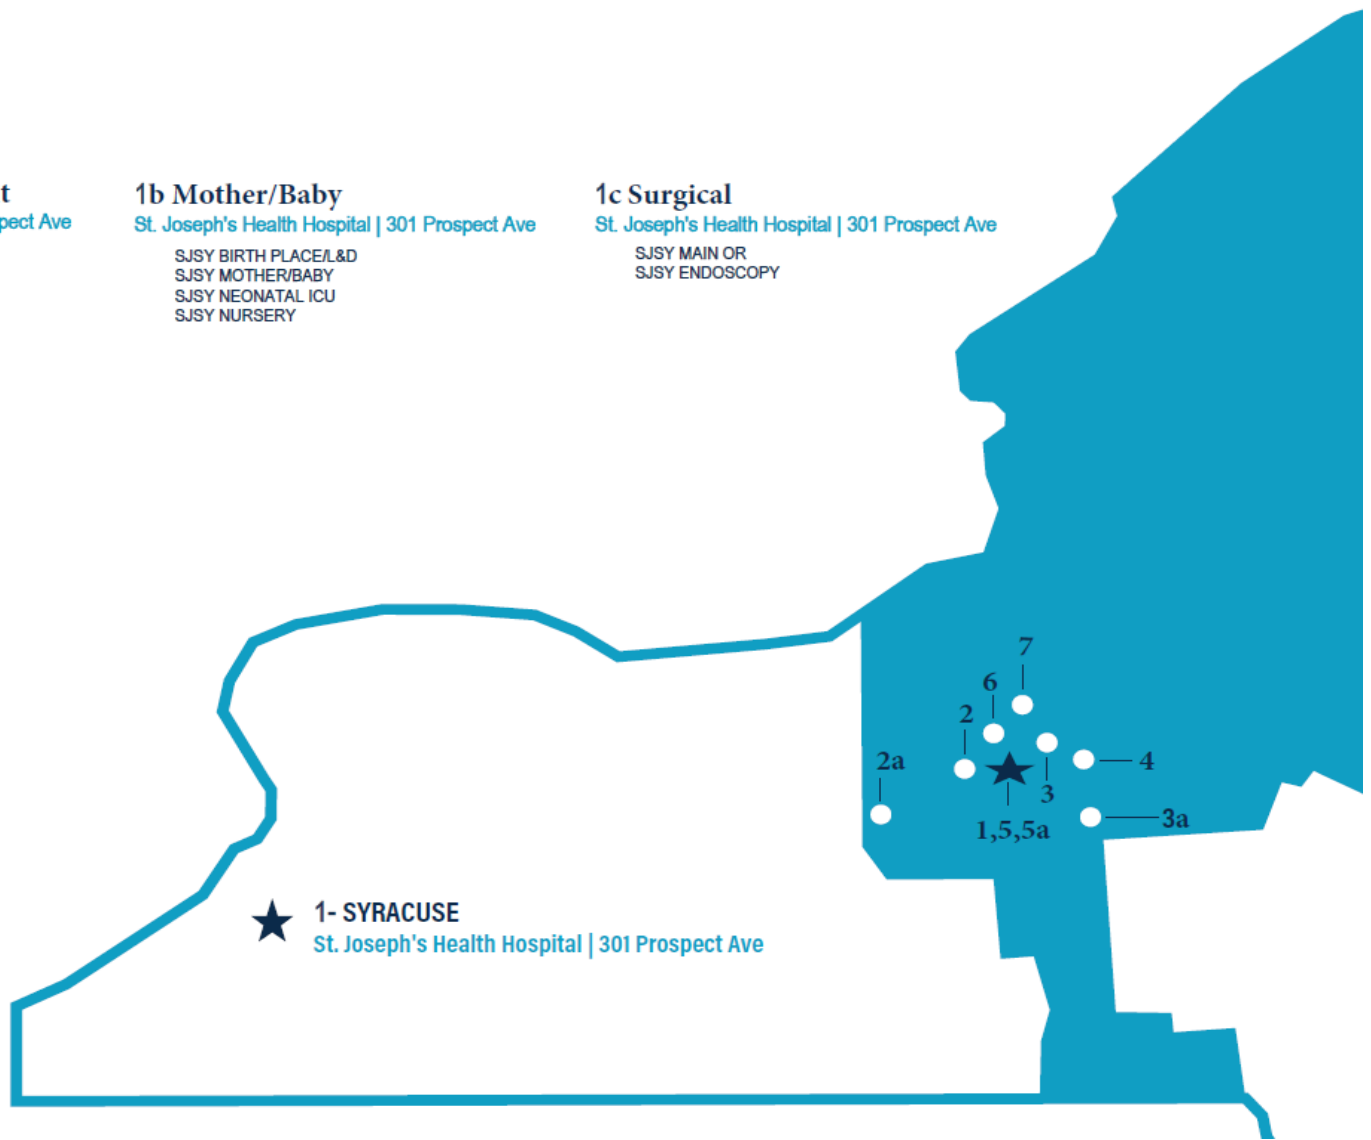 t
pect Ave
1b Mother/Baby
St. Joseph's Health Hospital | 301 Prospect Ave
SJSY BIRTH PLACE/L&D
SJSY MOTHER/BABY
SJSY NEONATAL ICU
SJSY NURSERY
1c Surgical
St. Joseph's Health Hospital | 301 Prospect Ave
SJSY MAIN OR
SJSY ENDOSCOPY
7
6
2
2a
4
3
3a
1,5,5a
1- SYRACUSE
St. Joseph's Health Hospital | 301 Prospect Ave